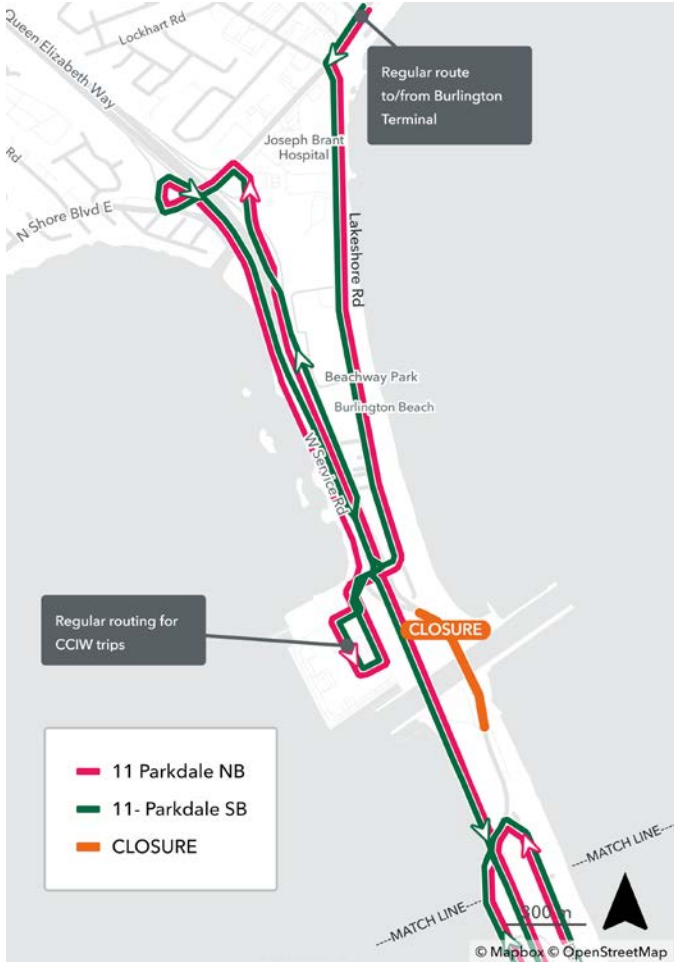 Lockhart Rd
Queen Elizabeth Way
Regular route
to/from Burlington
Terminal
Joseph Brant
Hospital
Rd
N Shore Blvd E
Lakeshore Rd
Beachway Park
Burlington Beach
W Service Rd
Regular routing for
CCIW trips
CLOSURE
11 Parkdale NB
11- Parkdale SB
CLOSURE
----MATCH LINE----
----MATCH LINE----
300 m
© Mapbox © OpenStreetMap